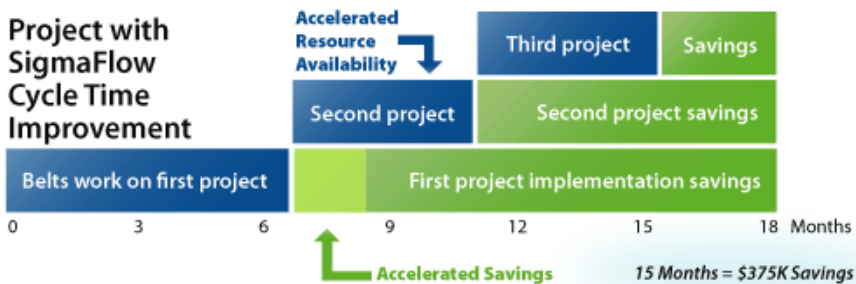 Project with
SigmaFlow
Cycle Time
Improvement
Accelerated
Resource
Availability
Third project
Savings
Second project
Second project savings
Belts work on first project
First project implementation savings
0 3 6 9 12 15 18 Months
Accelerated Savings
15 Months = $375K Savings